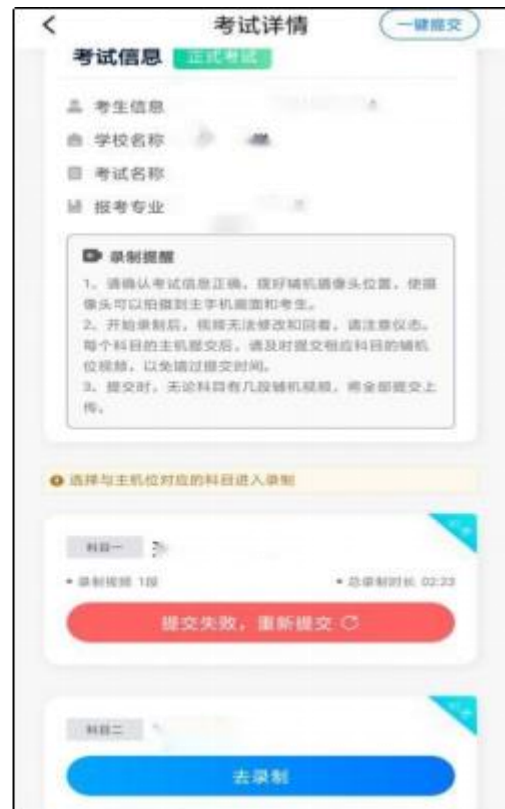 考试详情
一键提交
考试信息 正式考试
考生信息
学校名称
考试名称
报考专业
录制提醒
1、请确认考试信息正确，摆好辅机摄像头位置，使摄
像头可以拍摄到主手机画面和考生。
2、开始录制后，视频无法修改和回看，请注意仪态。
每个科目的主机提交后，请及时提交相应科目的辅机
位视频，以免错过提交时间。
3、提交时，无论科目有几段辅机视频，将全部提交上
传。
选择与主机位对应的科目进入录制
科目一
录制视频 1段
总录制时长 02:23
提交失败，重新提交
科目二
去录制